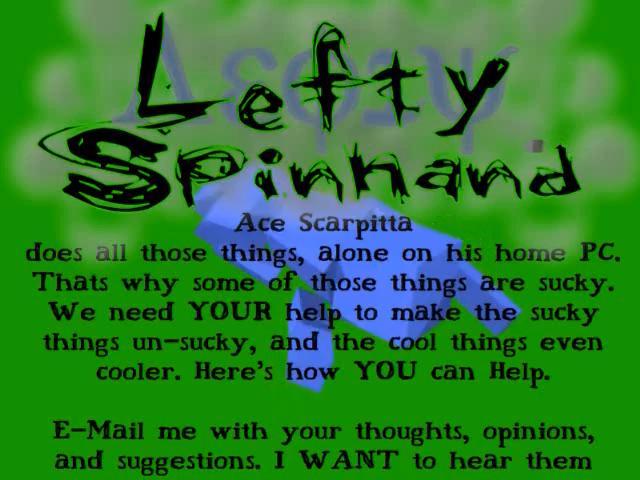 Lefty
Spinnand
Ace Scarpitta
does all those things, alone on his home PC.
Thats why some of those things are sucky.
We need YOUR help to make the sucky
things un-sucky, and the cool things even
cooler. Here's how YOU can Help.
E-Mail me with your thoughts, opinions,
and suggestions. I WANT to hear them